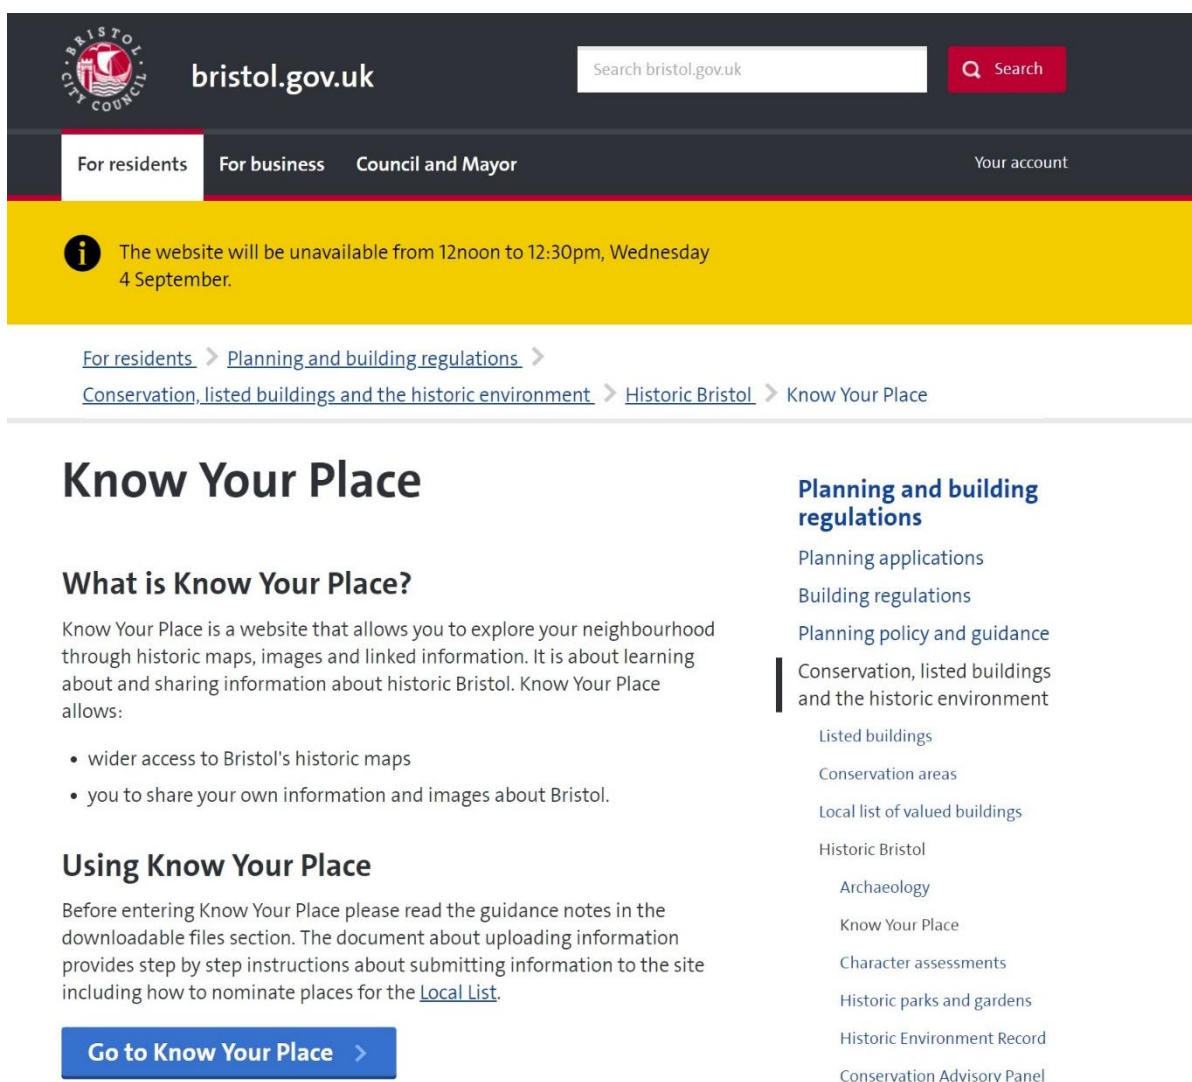 BRISTOL
CITY COUNCIL
bristol.gov.uk
Search bristol.gov.uk
Search
For residents
For business
Council and Mayor
Your account
i
The website will be unavailable from 12noon to 12:30pm, Wednesday
4 September.
For residents > Planning and building regulations >
Conservation, listed buildings and the historic environment > Historic Bristol > Know Your Place
Know Your Place
What is Know Your Place?
Know Your Place is a website that allows you to explore your neighbourhood
through historic maps, images and linked information. It is about learning
about and sharing information about historic Bristol. Know Your Place
allows:
• wider access to Bristol's historic maps
• you to share your own information and images about Bristol.
Using Know Your Place
Before entering Know Your Place please read the guidance notes in the
downloadable files section. The document about uploading information
provides step by step instructions about submitting information to the site
including how to nominate places for the Local List.
Go to Know Your Place >
Planning and building
regulations
Planning applications
Building regulations
Planning policy and guidance
Conservation, listed buildings
and the historic environment
Listed buildings
Conservation areas
Local list of valued buildings
Historic Bristol
Archaeology
Know Your Place
Character assessments
Historic parks and gardens
Historic Environment Record
Conservation Advisory Panel